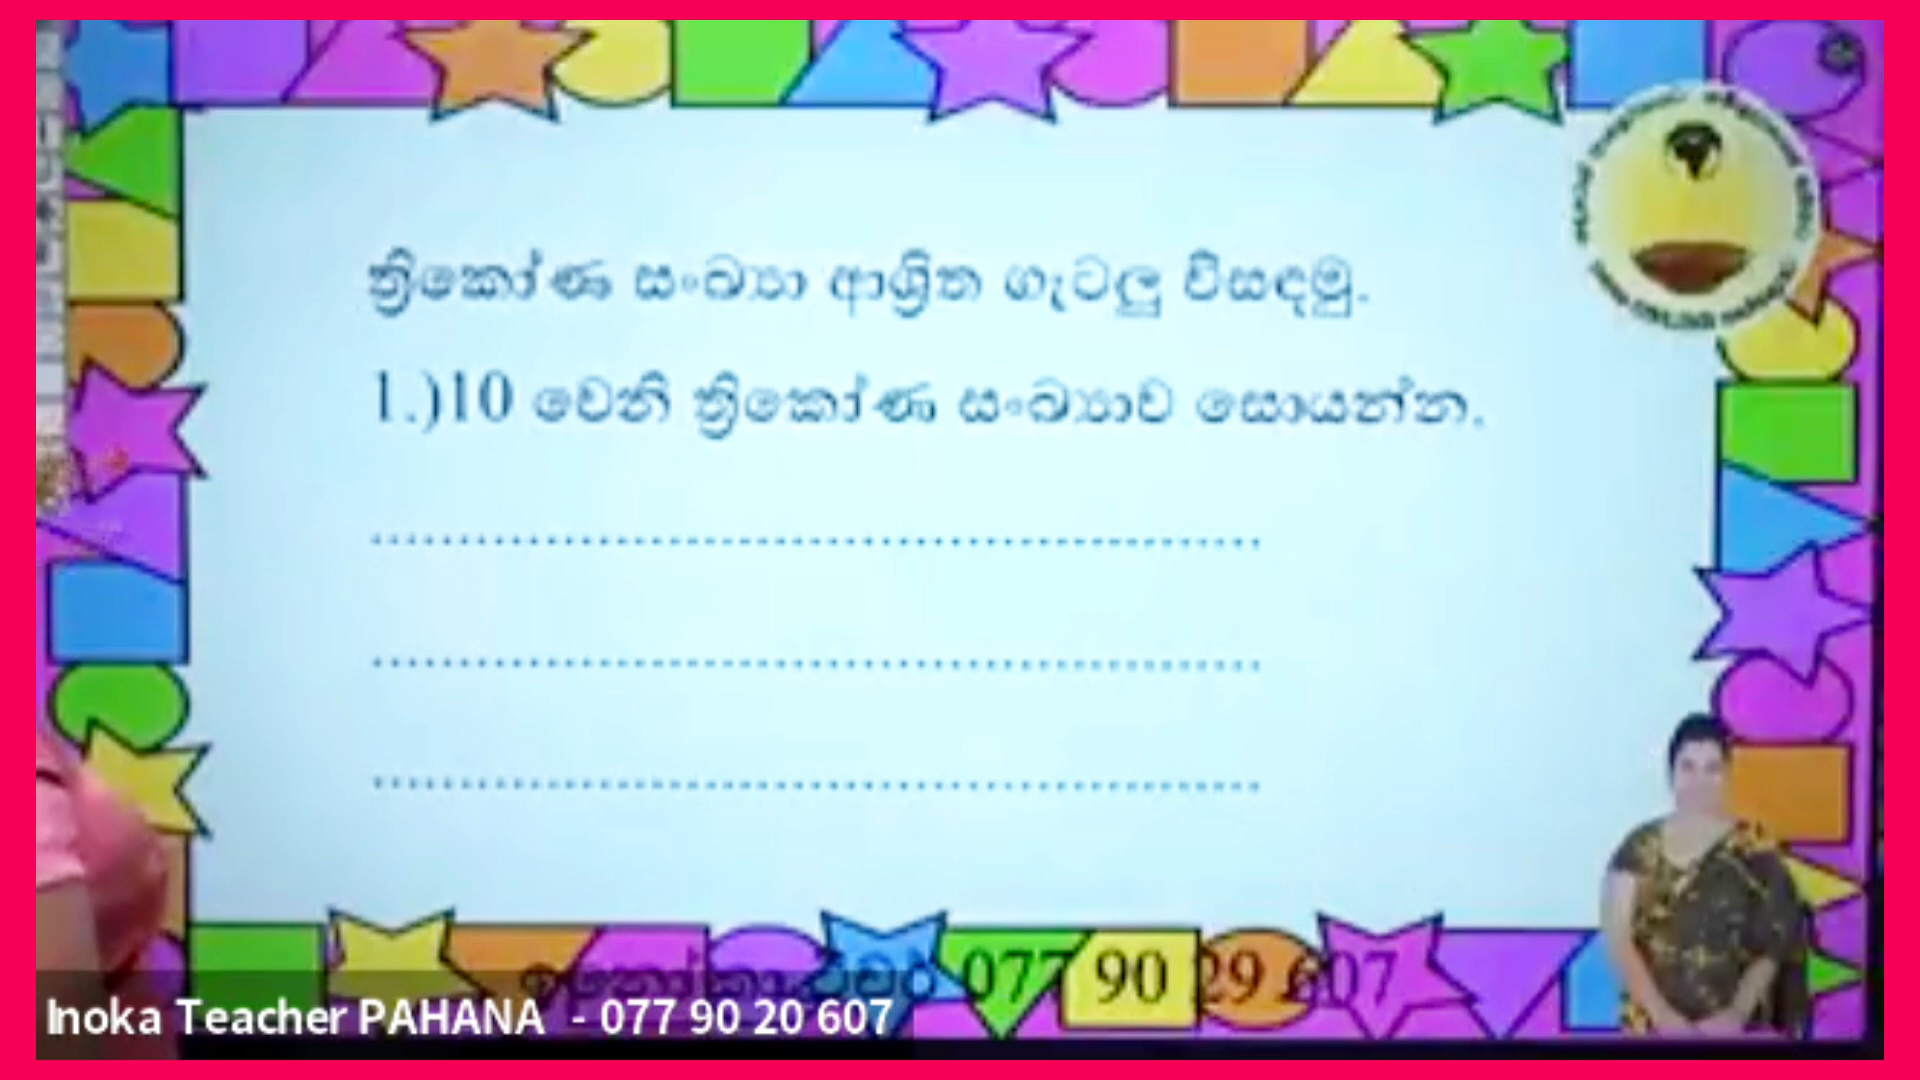 ත්‍රිකෝණ සංඛ්‍යා ආශ්‍රිත ගැටලු විසඳමු.
1.)10 වෙනි ත්‍රිකෝණ සංඛ්‍යාව සොයන්න.
....................................................................
....................................................................
....................................................................
077 90 29 607
Inoka Teacher PAHANA - 077 90 20 607